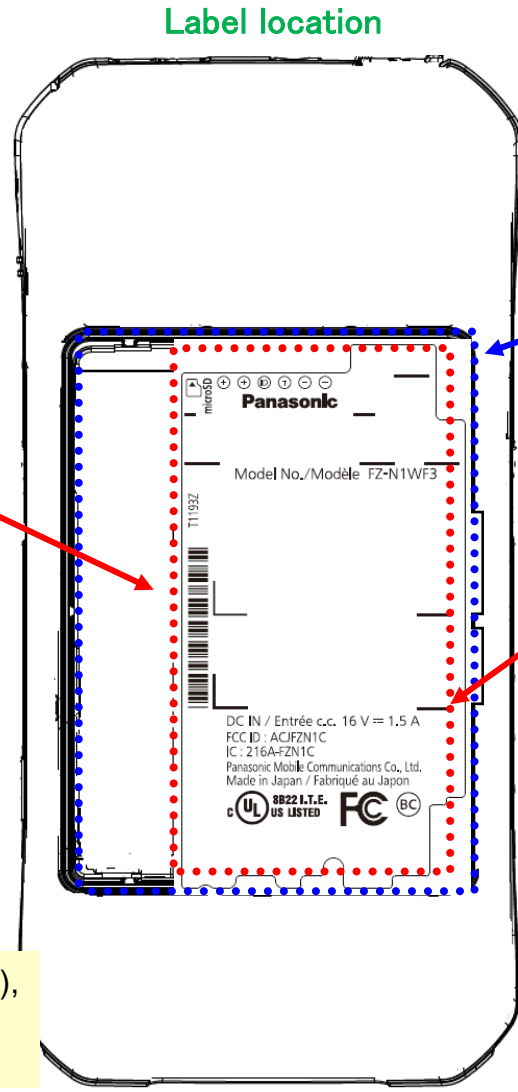 Label location
microSD
Panasonic
Model No./Modèle FZ-N1WF3
T1193Z
DC IN / Entrée c.c. 16 V ⎓ 1.5 A
FCC ID : ACJFZN1C
IC : 216A-FZN1C
Panasonic Mobile Communications Co., Ltd.
Made in Japan / Fabriqué au Japon
C UL 8B22 I.T.E.
US LISTED
FC
BC
),